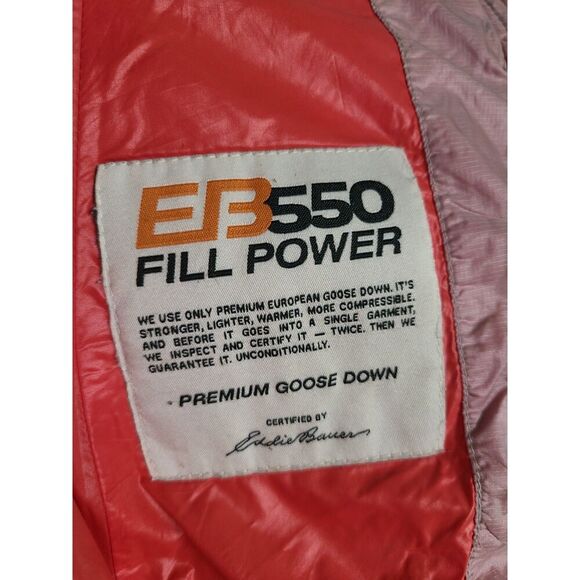 EB550
FILL POWER
WE USE ONLY PREMIUM EUROPEAN GOOSE DOWN. IT'S
STRONGER, LIGHTER, WARMER, MORE COMPRESSIBLE.
AND BEFORE IT GOES INTO A SINGLE GARMENT,
WE INSPECT AND CERTIFY IT — TWICE. THEN WE
GUARANTEE IT. UNCONDITIONALLY.
PREMIUM GOOSE DOWN
CERTIFIED BY
Eddie Bauer